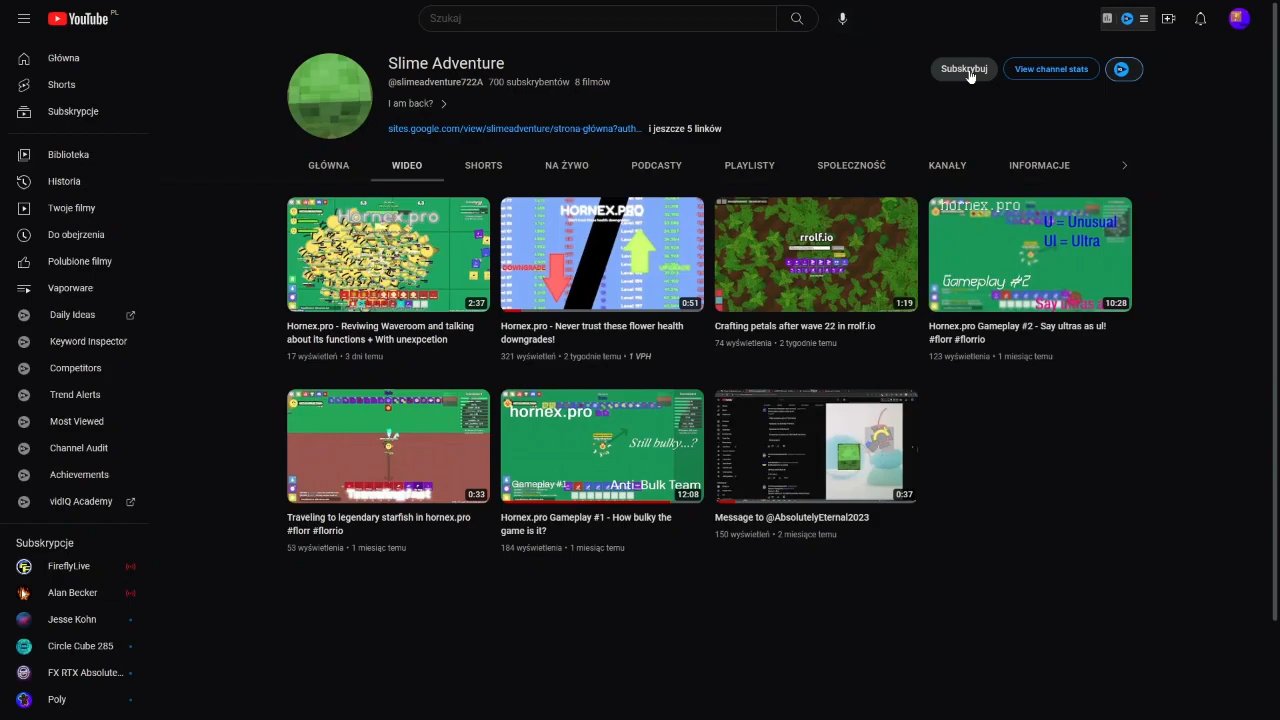 YouTube PL
Szukaj
Główna
Shorts
Subskrypcje
Biblioteka
Historia
Twoje filmy
Do obejrzenia
Polubione filmy
Vaporware
Daily Ideas
Keyword Inspector
Competitors
Trend Alerts
Most Viewed
Channel Audit
Achievements
vidIQ Academy
Subskrypcje
FireflyLive
Alan Becker
Jesse Kohn
Circle Cube 285
FX RTX Absolute...
Poly
Slime Adventure
@slimeadventure722A 700 subskrybentów 8 filmów
I am back?
sites.google.com/view/slimeadventure/strona-główna?auth... i jeszcze 5 linków
Subskrybuj
View channel stats
GŁÓWNA WIDEO SHORTS NA ŻYWO PODCASTY PLAYLISTY SPOŁECZNOŚĆ KANAŁY INFORMACJE
hornex.pro
2:37
Hornex.pro - Reviving Waveroom and talking
about its functions + With unexpcetion
17 wyświetleń • 3 dni temu
HORNEX.PRO
DOWNGRADE
0:51
Hornex.pro - Never trust these flower health
downgrades!
321 wyświetleń • 2 tygodnie temu • 1 VPH
rrolf.io
1:19
Crafting petals after wave 22 in rrolf.io
74 wyświetlenia • 2 tygodnie temu
hornex.pro
U = Unusual
Ul = Ultra
Gameplay #2
Say ultras a
10:28
Hornex.pro Gameplay #2 - Say ultras as ul!
#florr #florrio
123 wyświetlenia • 1 miesiąc temu
0:33
Traveling to legendary starfish in hornex.pro
#florr #florrio
53 wyświetlenia • 1 miesiąc temu
hornex.pro
Still bulky...?
Gameplay #1
Anti-Bulk Team
12:08
Hornex.pro Gameplay #1 - How bulky the
game is it?
184 wyświetlenia • 1 miesiąc temu
0:37
Message to @AbsolutelyEternal2023
150 wyświetleń • 2 miesiące temu